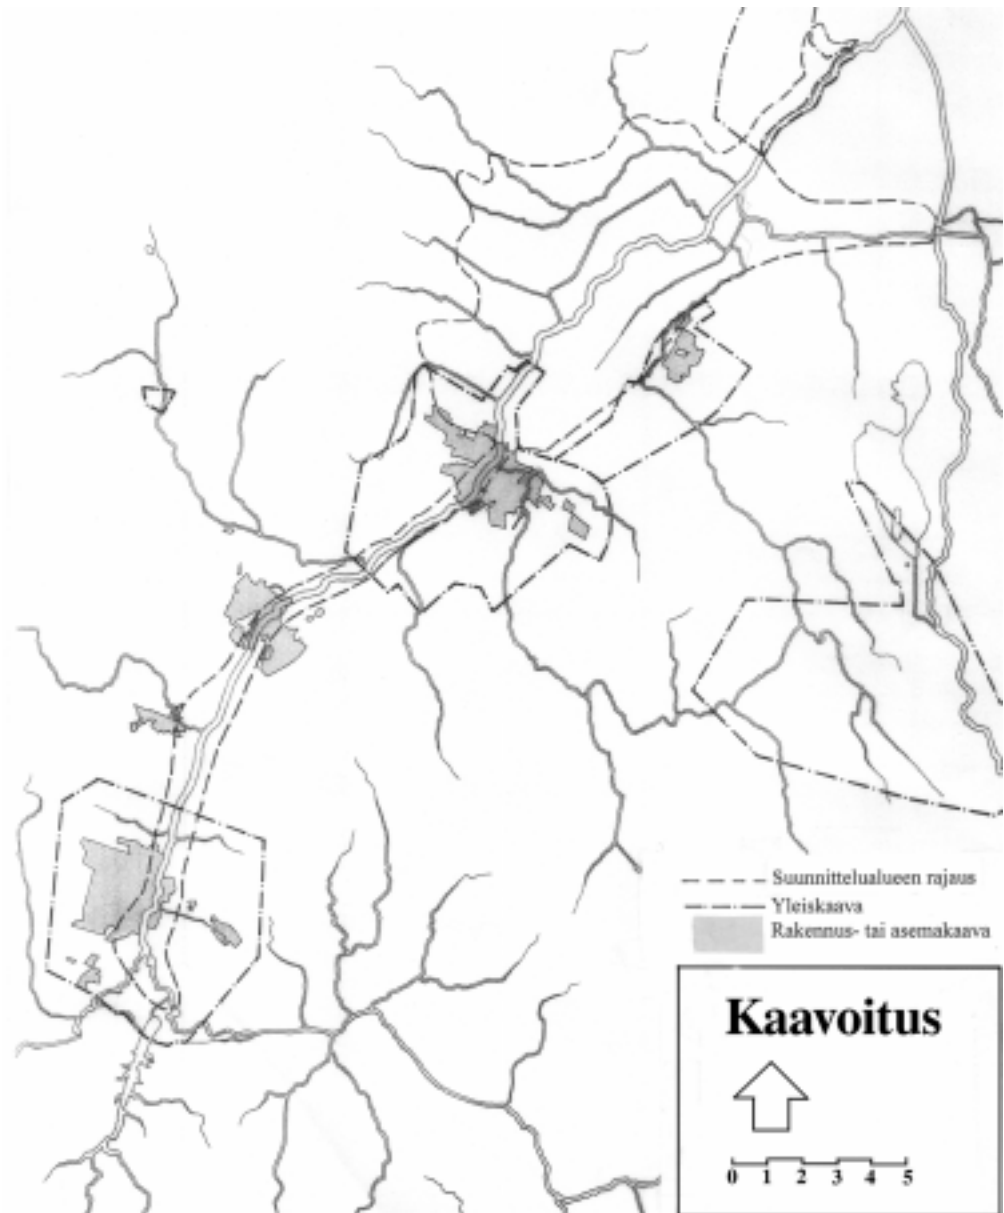 Suunnittelualueen rajaus
Yleiskaava
Rakennus- tai asemakaava
Kaavoitus
0 1 2 3 4 5